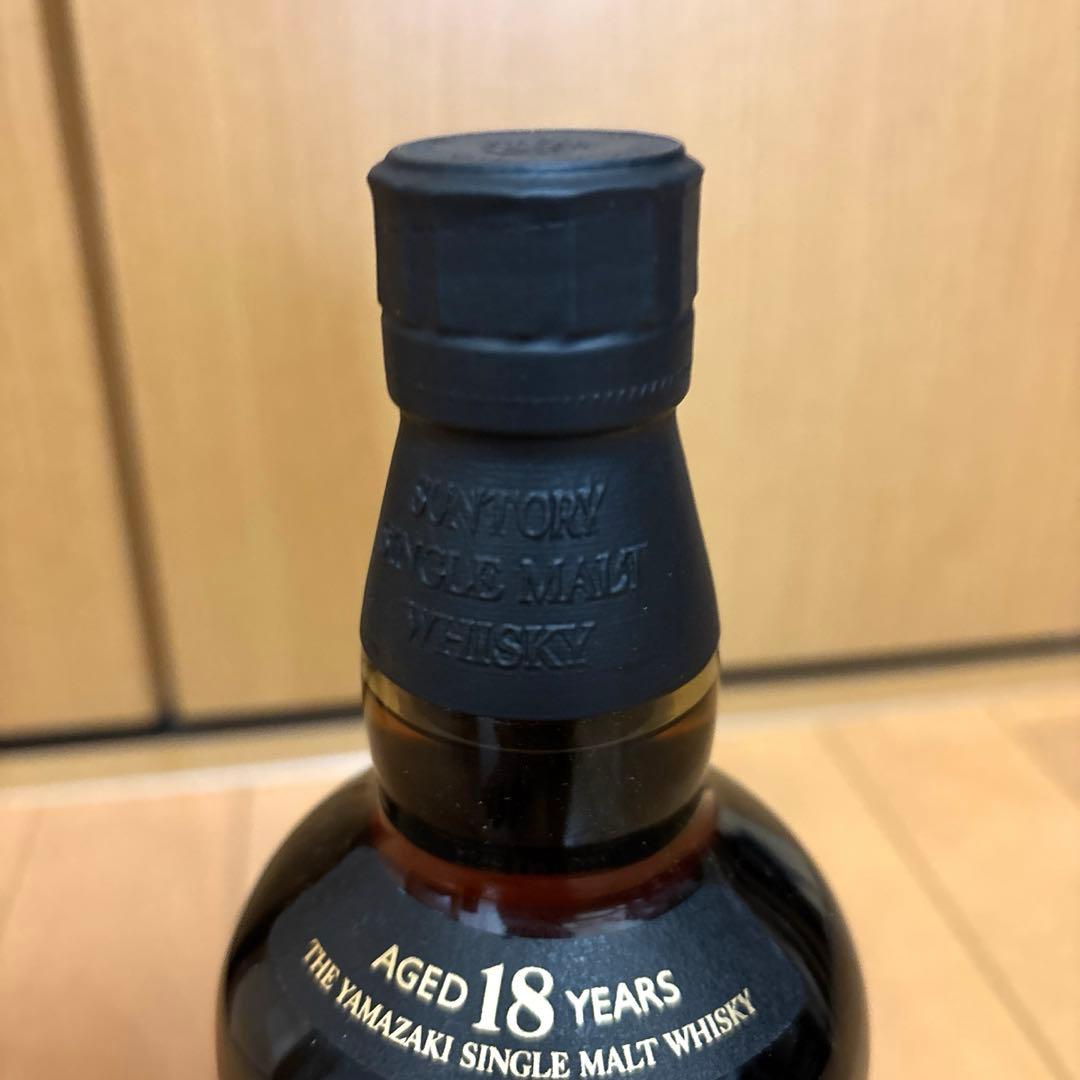 SUNTORY
SINGLE MALT
WHISKY
AGED 18 YEARS
THE YAMAZAKI SINGLE MALT WHISKY